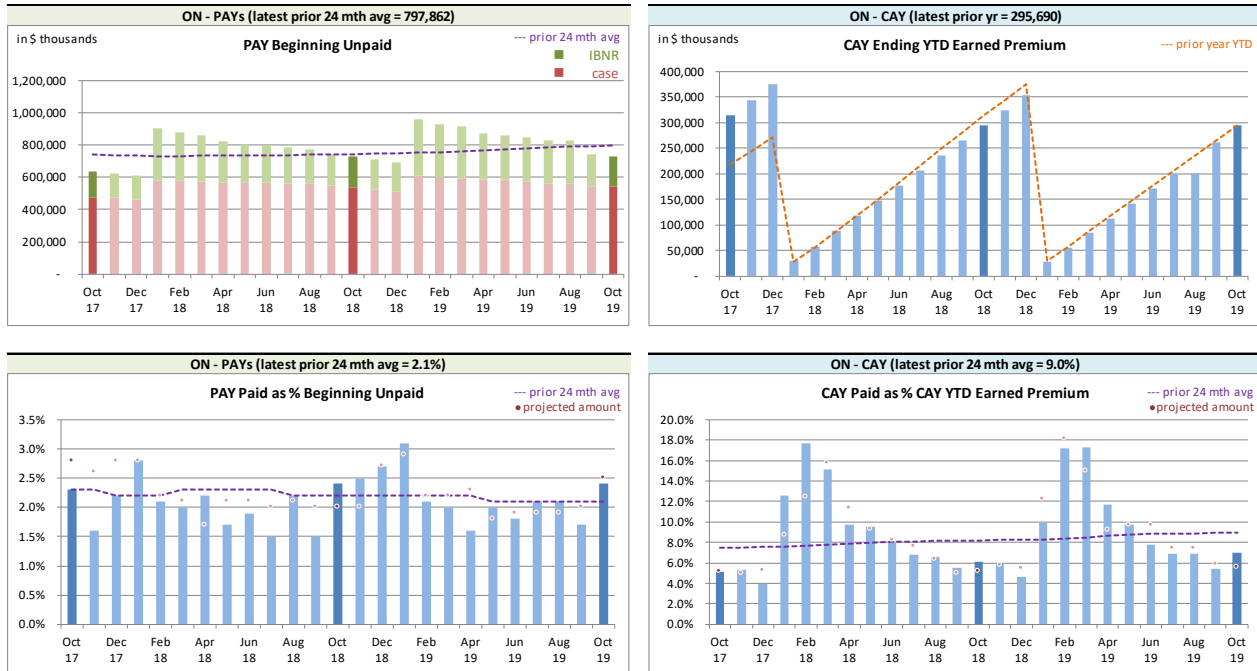 ON - PAYs (latest prior 24 mth avg = 797,862)
in $ thousands
PAY Beginning Unpaid
--- prior 24 mth avg
IBNR
case
1,200,000
1,000,000
800,000
600,000
400,000
200,000
-
Oct Dec Feb Apr Jun Aug Oct Dec Feb Apr Jun Aug Oct
17 17 18 18 18 18 18 18 19 19 19 19 19
ON - CAY (latest prior yr = 295,690)
in $ thousands
CAY Ending YTD Earned Premium
--- prior year YTD
400,000
350,000
300,000
250,000
200,000
150,000
100,000
50,000
-
Oct Dec Feb Apr Jun Aug Oct Dec Feb Apr Jun Aug Oct
17 17 18 18 18 18 18 18 19 19 19 19 19
ON - PAYs (latest prior 24 mth avg = 2.1%)
PAY Paid as % Beginning Unpaid
--- prior 24 mth avg
projected amount
3.5%
3.0%
2.5%
2.0%
1.5%
1.0%
0.5%
0.0%
Oct Dec Feb Apr Jun Aug Oct Dec Feb Apr Jun Aug Oct
17 17 18 18 18 18 18 18 19 19 19 19 19
ON - CAY (latest prior 24 mth avg = 9.0%)
CAY Paid as % CAY YTD Earned Premium
--- prior 24 mth avg
projected amount
20.0%
18.0%
16.0%
14.0%
12.0%
10.0%
8.0%
6.0%
4.0%
2.0%
0.0%
Oct Dec Feb Apr Jun Aug Oct Dec Feb Apr Jun Aug Oct
17 17 18 18 18 18 18 18 19 19 19 19 19